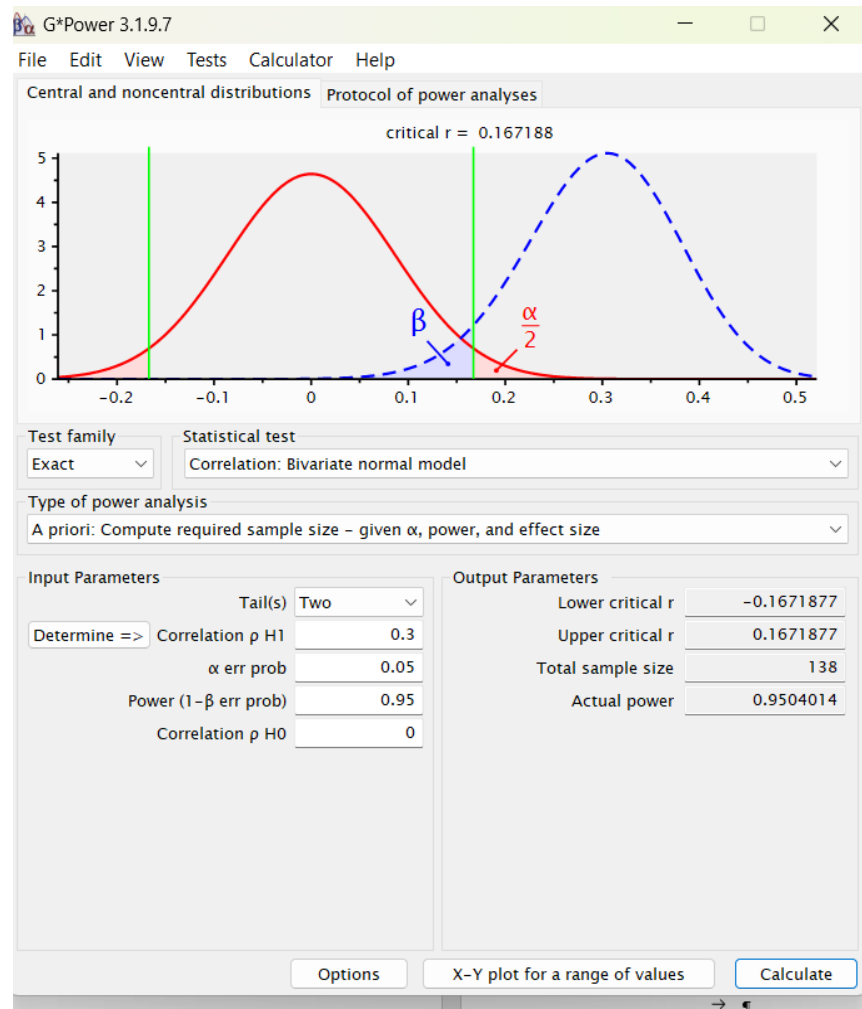 G*Power 3.1.9.7
File Edit View Tests Calculator Help
Central and noncentral distributions Protocol of power analyses
critical r = 0.167188
5
4
3
2
1
0
β
α
2
-0.2 -0.1 0 0.1 0.2 0.3 0.4 0.5
Test family Statistical test
Exact Correlation: Bivariate normal model
Type of power analysis
A priori: Compute required sample size – given α, power, and effect size
Input Parameters Output Parameters
Tail(s) Two Lower critical r -0.1671877
Determine => Correlation ρ H1 0.3 Upper critical r 0.1671877
α err prob 0.05 Total sample size 138
Power (1-β err prob) 0.95 Actual power 0.9504014
Correlation ρ H0 0
Options X-Y plot for a range of values Calculate
→ ¶